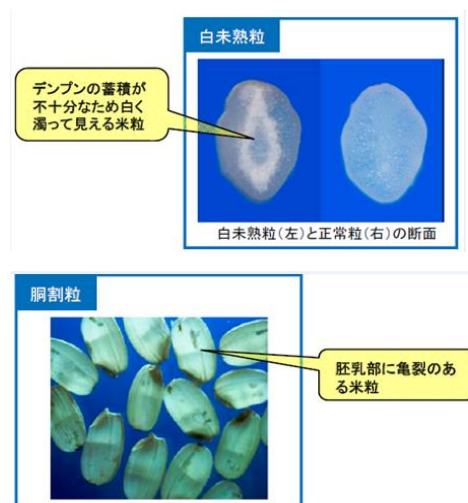 白未熟粒
デンプンの蓄積が
不十分なため白く
濁って見える米粒
白未熟粒(左)と正常粒(右)の断面
胴割粒
胚乳部に亀裂のあ
る米粒